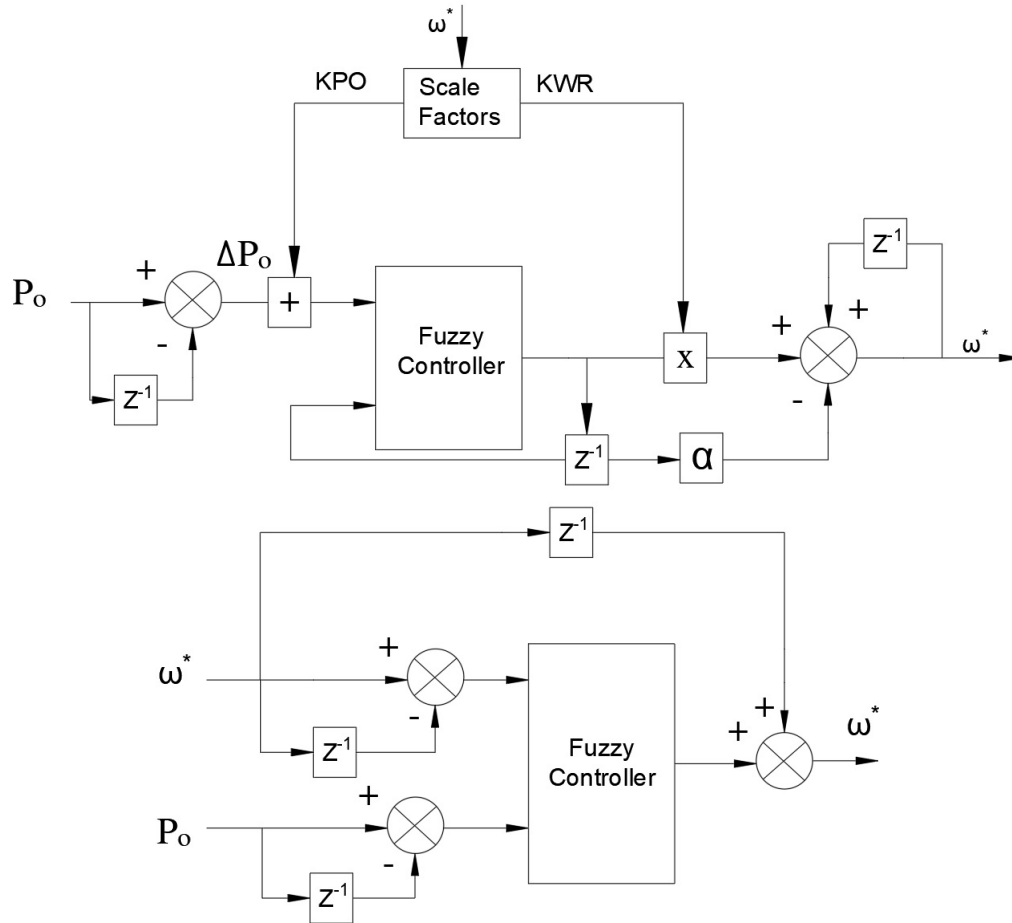 ω*
KPO
Scale
Factors
KWR
Z⁻¹
ΔPₒ
+
+
Pₒ
-
Z⁻¹
Fuzzy
Controller
+
+
x
ω*
-
Z⁻¹
α
Z⁻¹
+
ω*
-
Z⁻¹
+
Pₒ
-
Z⁻¹
Fuzzy
Controller
+
+
ω*